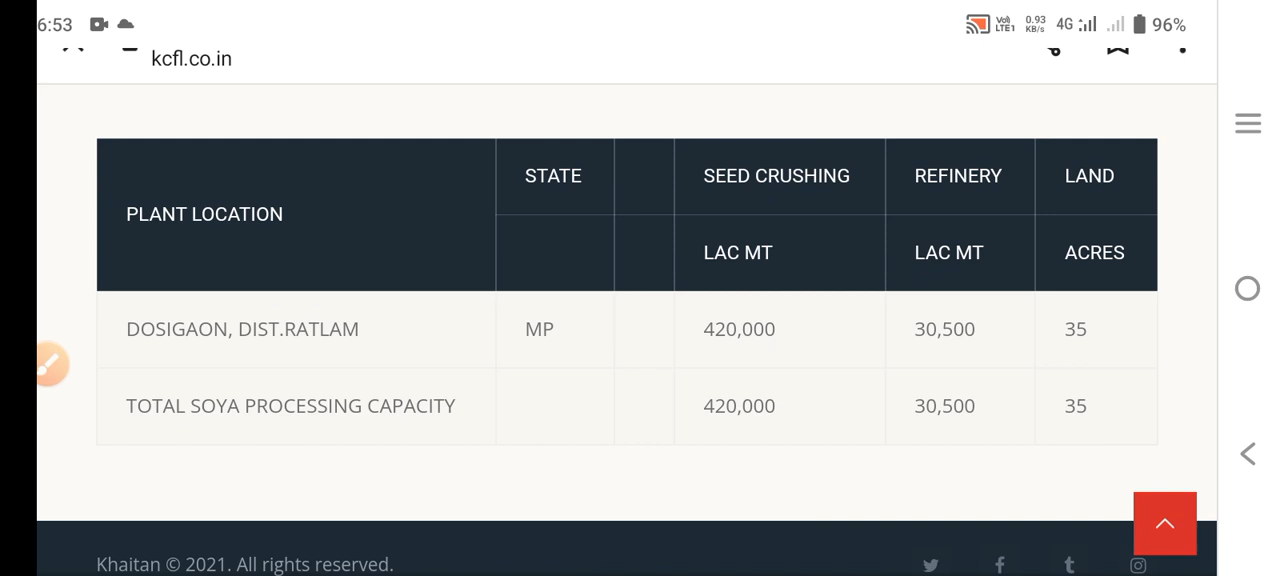 6:53 Vo) LTE1 0.93 KB/s 4G 96%
kcfl.co.in
PLANT LOCATION STATE SEED CRUSHING REFINERY LAND
LAC MT LAC MT ACRES
DOSIGAON, DIST.RATLAM MP 420,000 30,500 35
TOTAL SOYA PROCESSING CAPACITY 420,000 30,500 35
Khaitan © 2021. All rights reserved.